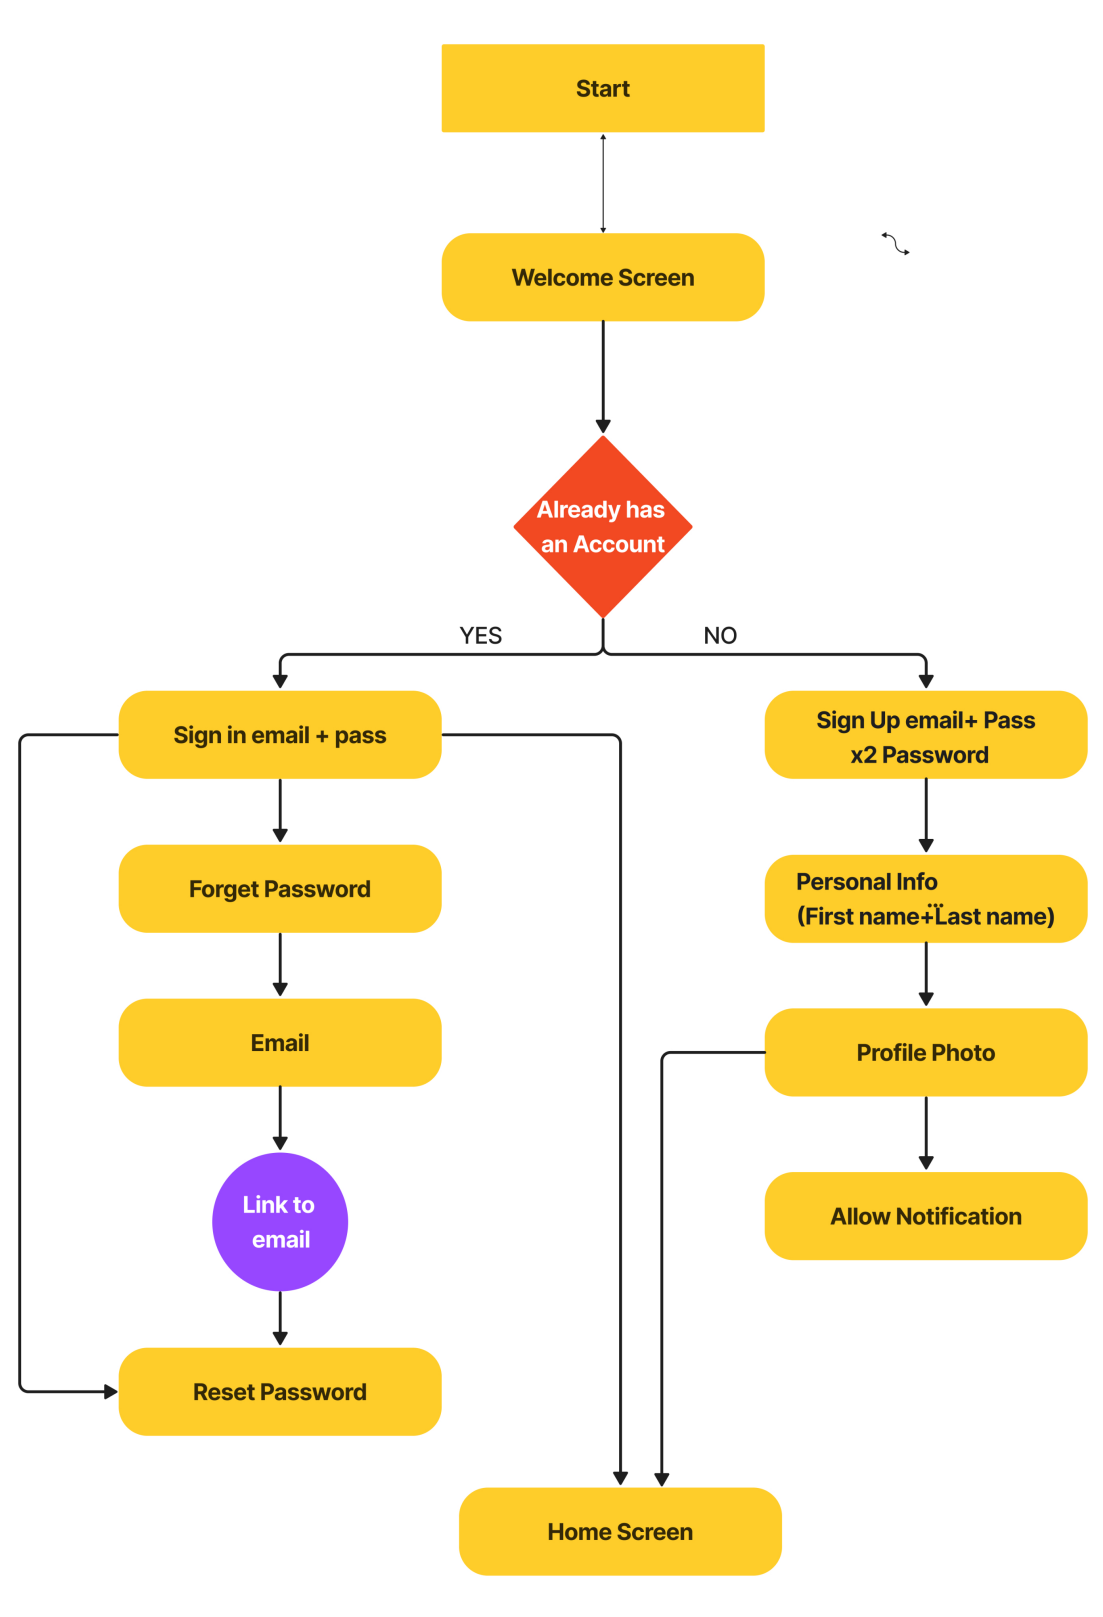 Start
Welcome Screen
Already has
an Account
YES
NO
Sign in email + pass
Sign Up email+ Pass
x2 Password
Forget Password
Personal Info
(First name+Last name)
...
Email
Profile Photo
Link to
email
Allow Notification
Reset Password
Home Screen